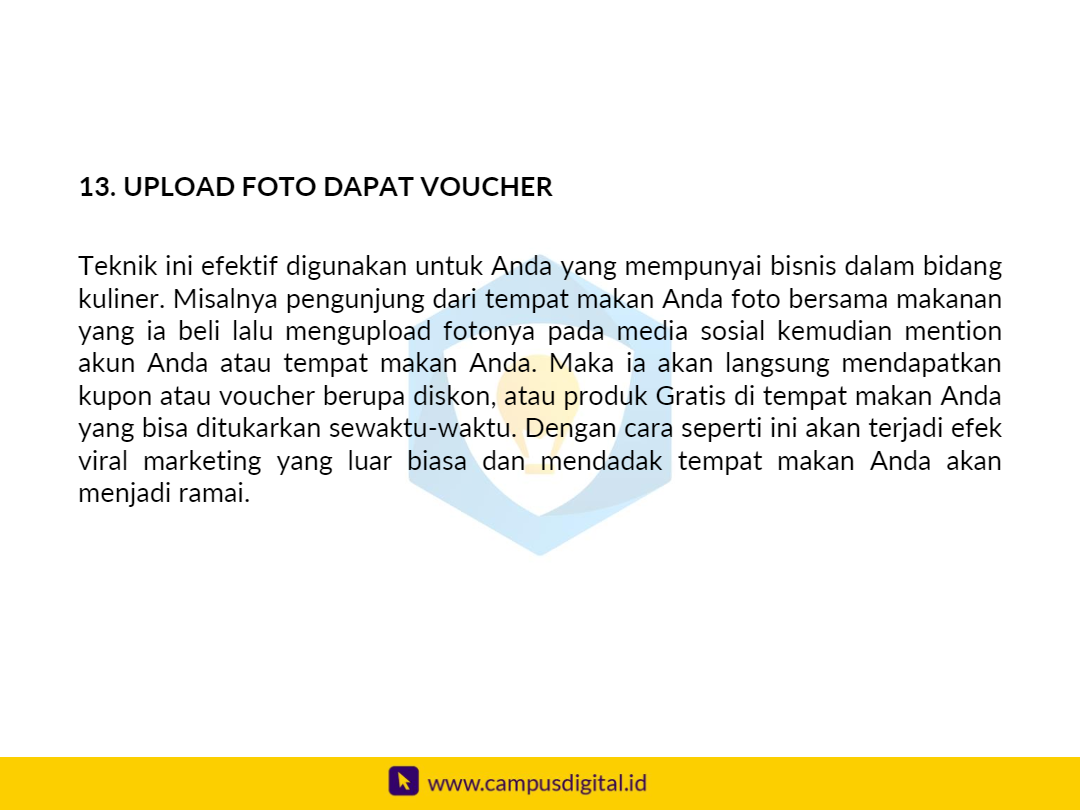 13. UPLOAD FOTO DAPAT VOUCHER
Teknik ini efektif digunakan untuk Anda yang mempunyai bisnis dalam bidang
kuliner. Misalnya pengunjung dari tempat makan Anda foto bersama makanan
yang ia beli lalu mengupload fotonya pada media sosial kemudian mention
akun Anda atau tempat makan Anda. Maka ia akan langsung mendapatkan
kupon atau voucher berupa diskon, atau produk Gratis di tempat makan Anda
yang bisa ditukarkan sewaktu-waktu. Dengan cara seperti ini akan terjadi efek
viral marketing yang luar biasa dan mendadak tempat makan Anda akan
menjadi ramai.
www.campusdigital.id